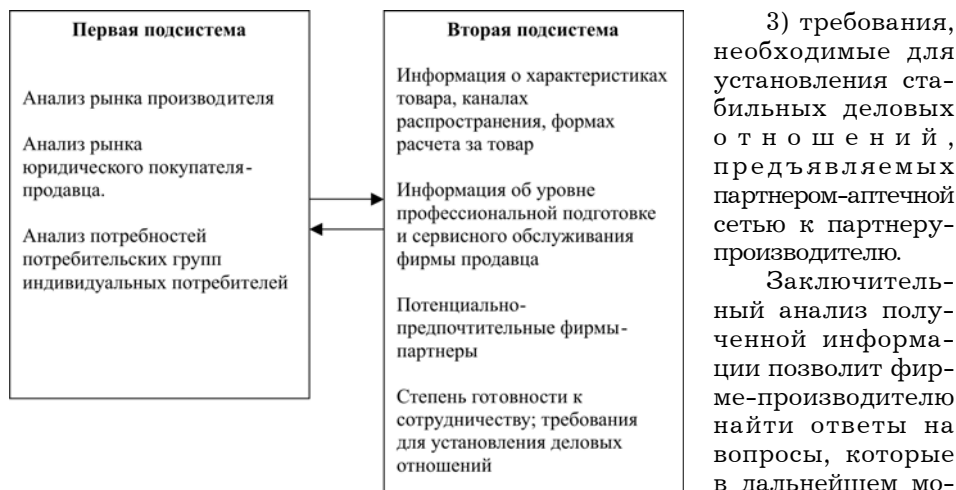 Первая подсистема
Анализ рынка производителя
Анализ рынка
юридического покупателя-
продавца.
Анализ потребностей
потребительских групп
индивидуальных потребителей
Вторая подсистема
Информация о характеристиках
товара, каналах
распространения, формах
расчета за товар
Информация об уровне
профессиональной подготовке
и сервисного обслуживания
фирмы продавца
Потенциально-
предпочтительные фирмы-
партнеры
Степень готовности к
сотрудничеству; требования
для установления деловых
отношений
3) требования,
необходимые для
установления ста-
бильных деловых
отношений,
предъявляемых
партнером-аптечной
сетью к партнеру-
производителю.
Заключитель-
ный анализ полу-
ченной информа-
ции позволит фир-
ме-производителю
найти ответы на
вопросы, которые
в дальнейшем мо-